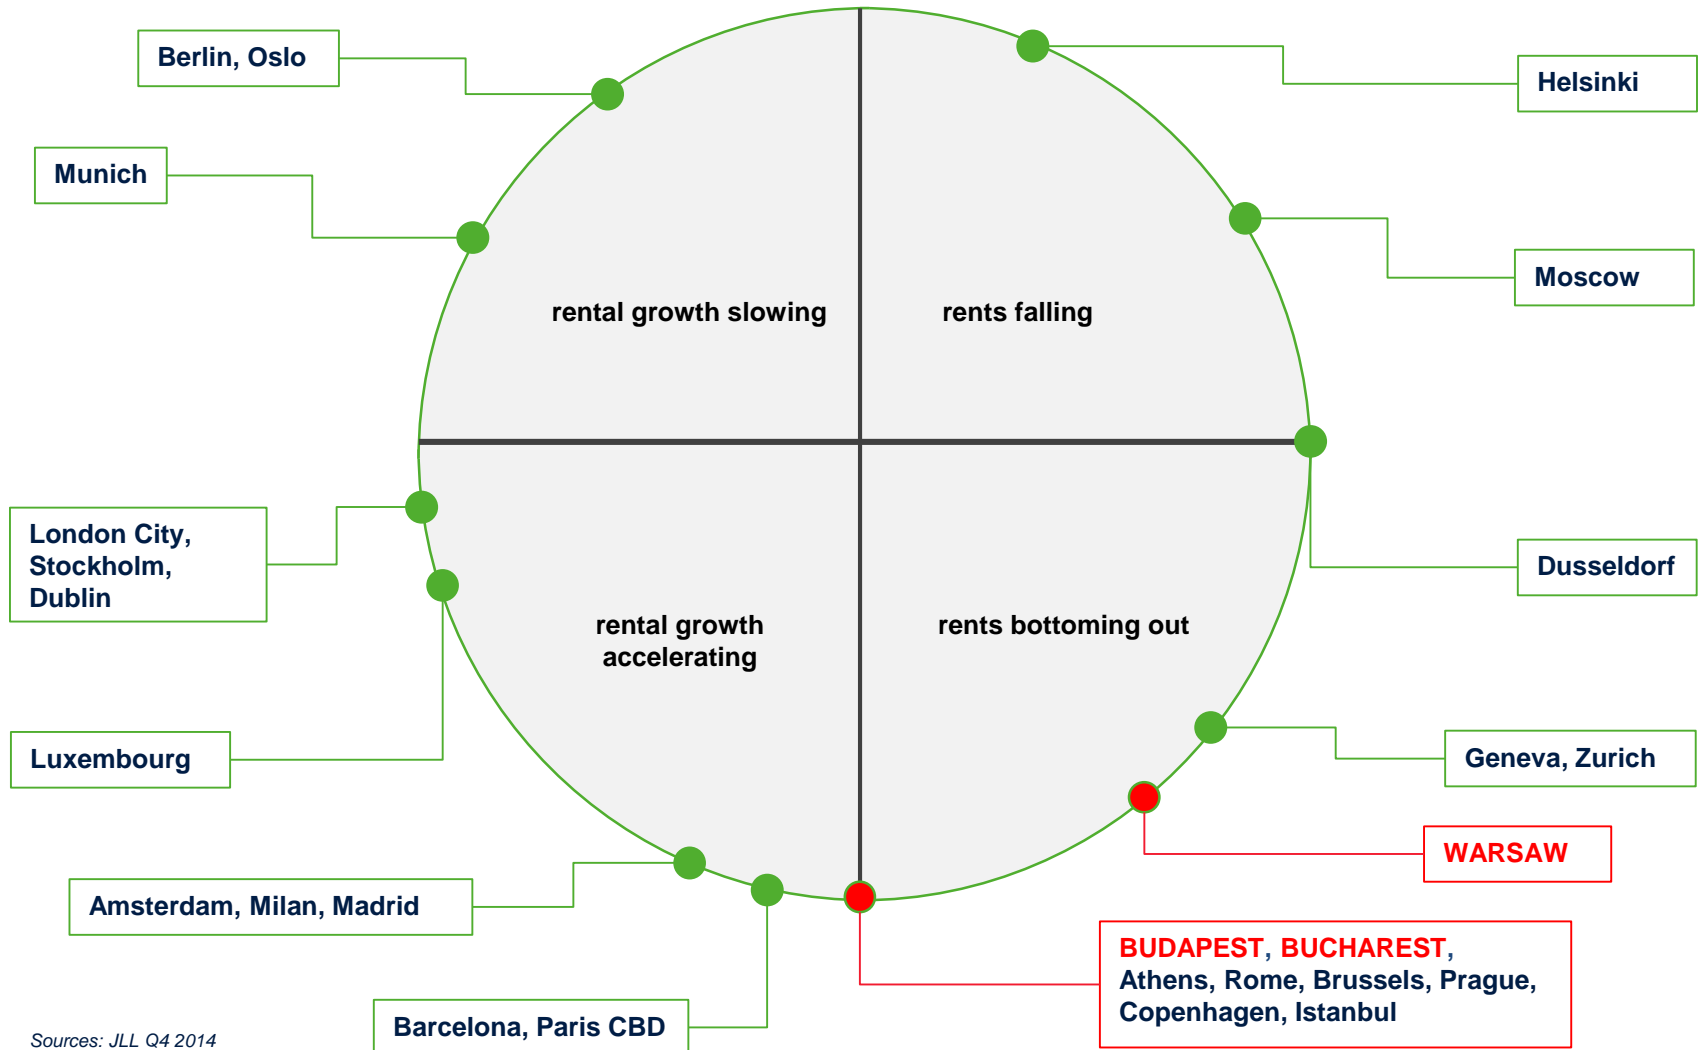 Berlin, Oslo
Helsinki
Munich
Moscow
rental growth slowing
rents falling
London City,
Stockholm,
Dublin
Dusseldorf
rental growth
accelerating
rents bottoming out
Luxembourg
Geneva, Zurich
WARSAW
Amsterdam, Milan, Madrid
BUDAPEST, BUCHAREST,
Athens, Rome, Brussels, Prague,
Copenhagen, Istanbul
Barcelona, Paris CBD
Sources: JLL Q4 2014